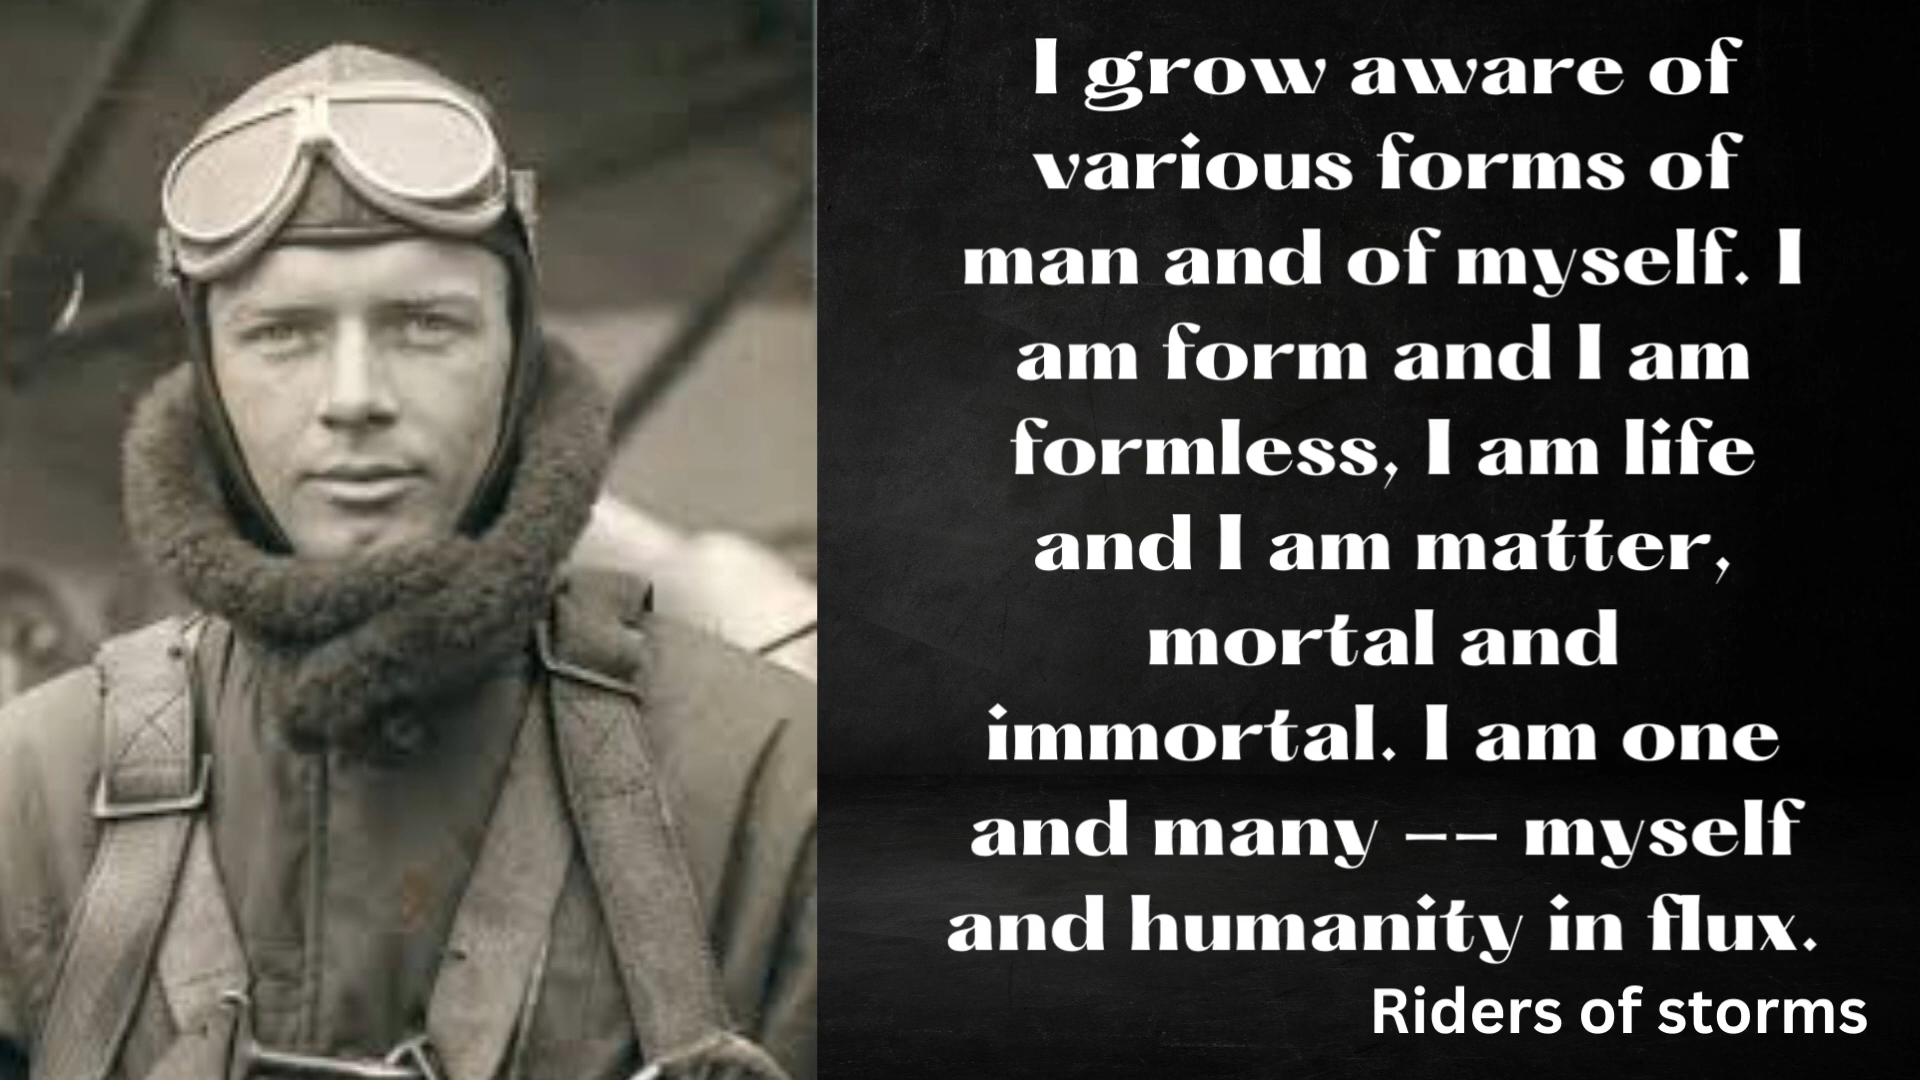 I grow aware of
various forms of
man and of myself. I
am form and I am
formless, I am life
and I am matter,
mortal and
immortal. I am one
and many -- myself
and humanity in flux.
Riders of storms